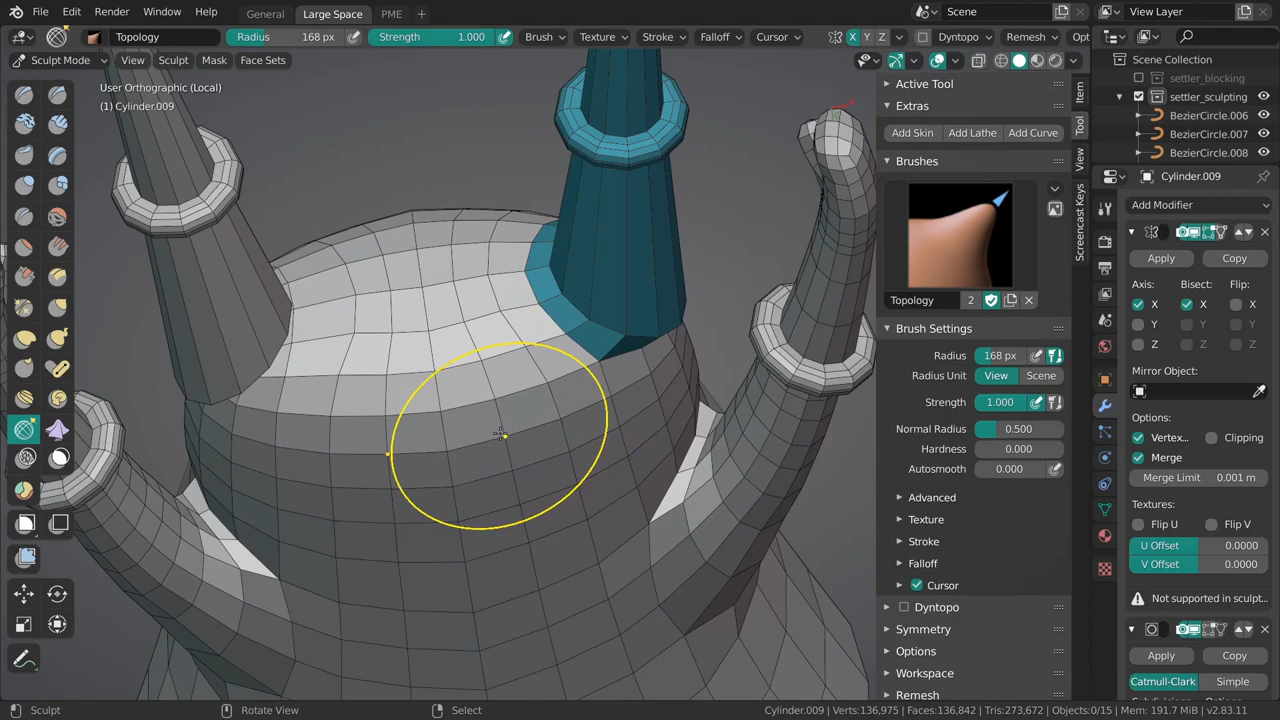 File Edit Render Window Help General Large Space PME + Scene View Layer
Topology Radius 168 px Strength 1.000 Brush Texture Stroke Falloff Cursor X Y Z Dyntopo Remesh Opt
Sculpt Mode View Sculpt Mask Face Sets
User Orthographic (Local)
(1) Cylinder.009
Active Tool
Extras
Add Skin Add Lathe Add Curve
Brushes
Topology 2
Brush Settings
Radius 168 px
Radius Unit View Scene
Strength 1.000
Normal Radius 0.500
Hardness 0.000
Autosmooth 0.000
Advanced
Texture
Stroke
Falloff
Cursor
Dyntopo
Symmetry
Options
Workspace
Remesh
Item
Tool
View
Screencast Keys
Scene Collection
settler_blocking
settler_sculpting
BezierCircle.006
BezierCircle.007
BezierCircle.008
Cylinder.009
Add Modifier
Apply Copy
Axis: Bisect: Flip:
X X X
Y Y Y
Z Z Z
Mirror Object:
Options:
Vertex... Clipping
Merge
Merge Limit 0.001 m
Textures:
Flip U Flip V
U Offset 0.0000
V Offset 0.0000
Not supported in sculpt...
Apply Copy
Catmull-Clark Simple
Sculpt Rotate View Select Scene Collection | Cylinder.009 | Verts:136,975 | Faces:136,842 | Tris:273,672 | Objects:0/15 | Mem: 191.7 MiB | v2.83.11